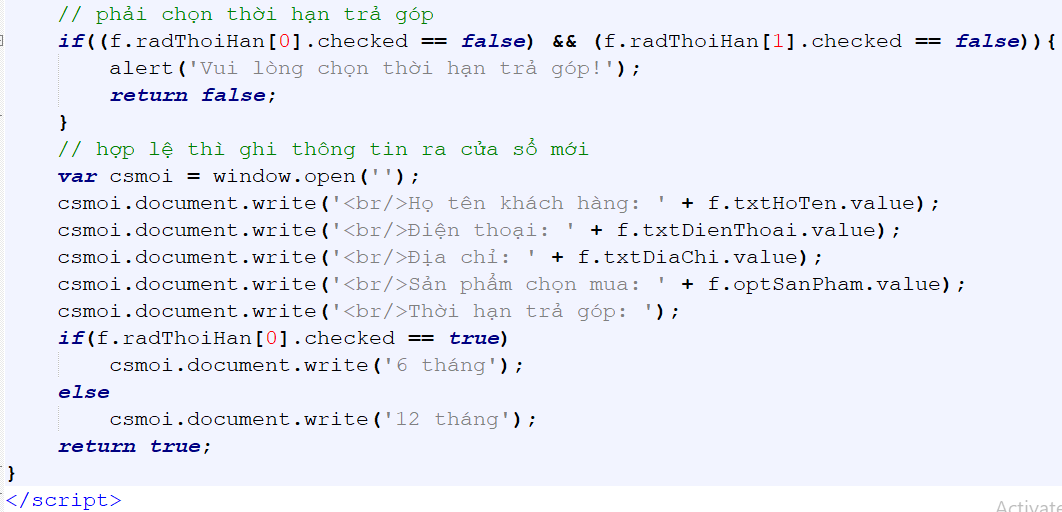 // phải chọn thời hạn trả góp
if((f.radThoiHan[0].checked == false) && (f.radThoiHan[1].checked == false)){
alert('Vui lòng chọn thời hạn trả góp!');
return false;
}
// hợp lệ thì ghi thông tin ra cửa sổ mới
var csmoi = window.open('');
csmoi.document.write('<br/>Họ tên khách hàng: ' + f.txtHoTen.value);
csmoi.document.write('<br/>Điện thoại: ' + f.txtDienThoai.value);
csmoi.document.write('<br/>Địa chỉ: ' + f.txtDiaChi.value);
csmoi.document.write('<br/>Sản phẩm chọn mua: ' + f.optSanPham.value);
csmoi.document.write('<br/>Thời hạn trả góp: ');
if(f.radThoiHan[0].checked == true)
csmoi.document.write('6 tháng');
else
csmoi.document.write('12 tháng');
return true;
}
</script>
Activate